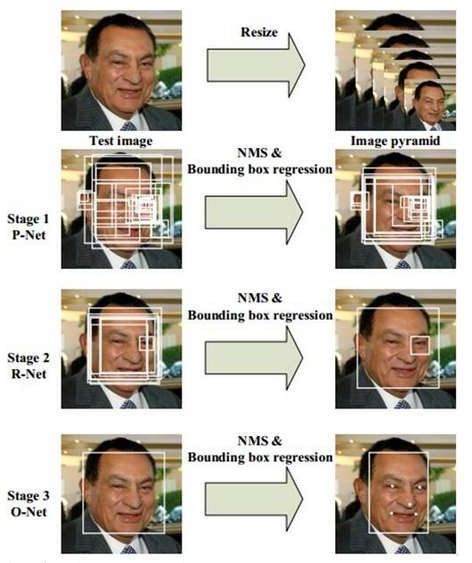 Resize
Test image
Image pyramid
NMS &
Bounding box regression
Stage 1
P-Net
NMS &
Bounding box regression
Stage 2
R-Net
NMS &
Bounding box regression
Stage 3
O-Net